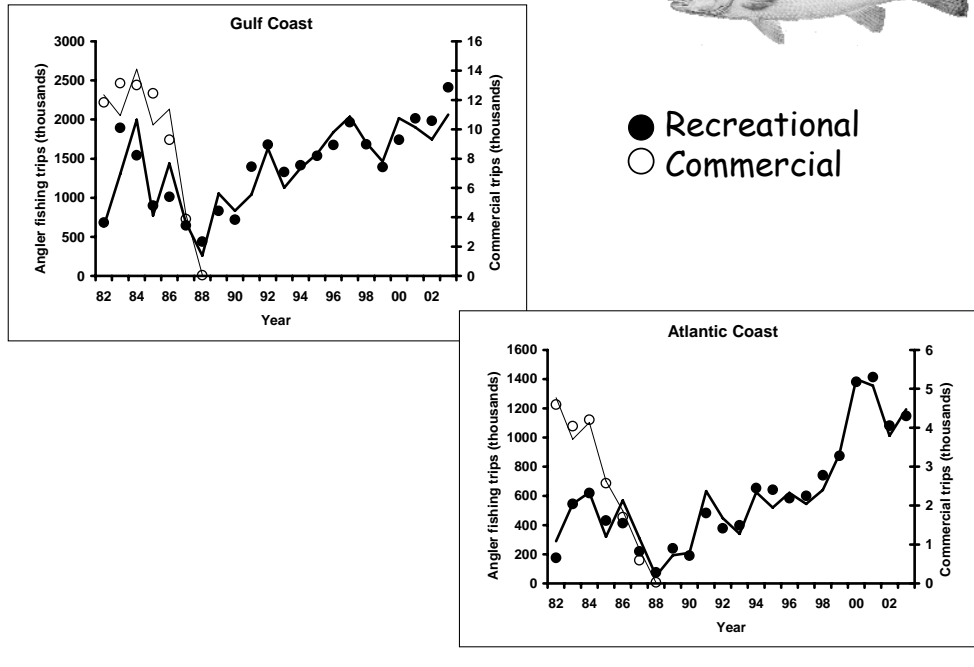 Gulf Coast
3000
2500
2000
1500
1000
500
0
Angler fishing trips (thousands)
16
14
12
10
8
6
4
2
0
Commercial trips (thousands)
82 84 86 88 90 92 94 96 98 00 02
Year
Recreational
Commercial
Atlantic Coast
1600
1400
1200
1000
800
600
400
200
0
Angler fishing trips (thousands)
6
5
4
3
2
1
0
Commercial trips (thousands)
82 84 86 88 90 92 94 96 98 00 02
Year